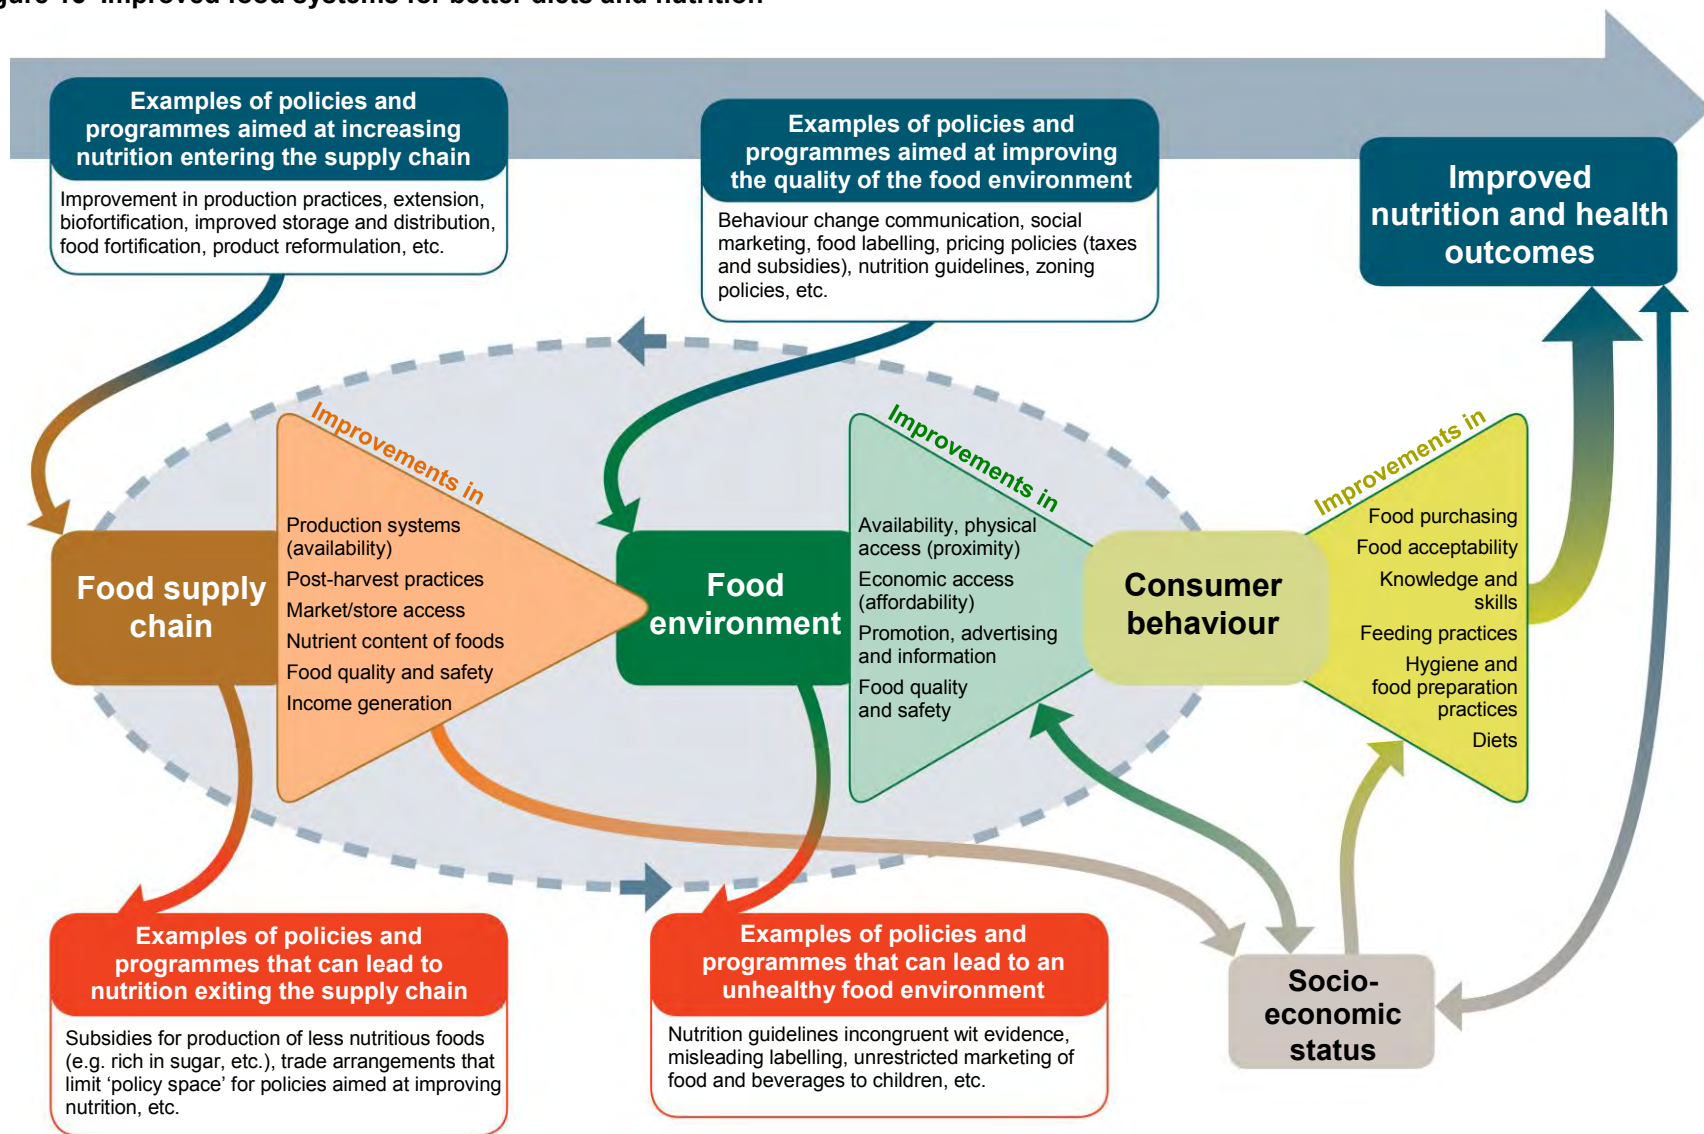 Improved food systems for better diets and nutrition
Examples of policies and
programmes aimed at increasing
nutrition entering the supply chain
Improvement in production practices, extension,
biofortification, improved storage and distribution,
food fortification, product reformulation, etc.
Examples of policies and
programmes aimed at improving
the quality of the food environment
Behaviour change communication, social
marketing, food labelling, pricing policies (taxes
and subsidies), nutrition guidelines, zoning
policies, etc.
Improved
nutrition and health
outcomes
Food supply
chain
Improvements in
Production systems
(availability)
Post-harvest practices
Market/store access
Nutrient content of foods
Food quality and safety
Income generation
Food
environment
Improvements in
Availability, physical
access (proximity)
Economic access
(affordability)
Promotion, advertising
and information
Food quality
and safety
Consumer
behaviour
Improvements in
Food purchasing
Food acceptability
Knowledge and
skills
Feeding practices
Hygiene and
food preparation
practices
Diets
Examples of policies and
programmes that can lead to
nutrition exiting the supply chain
Subsidies for production of less nutritious foods
(e.g. rich in sugar, etc.), trade arrangements that
limit ‘policy space’ for policies aimed at improving
nutrition, etc.
Examples of policies and
programmes that can lead to an
unhealthy food environment
Nutrition guidelines incongruent wit evidence,
misleading labelling, unrestricted marketing of
food and beverages to children, etc.
Socio-
economic
status